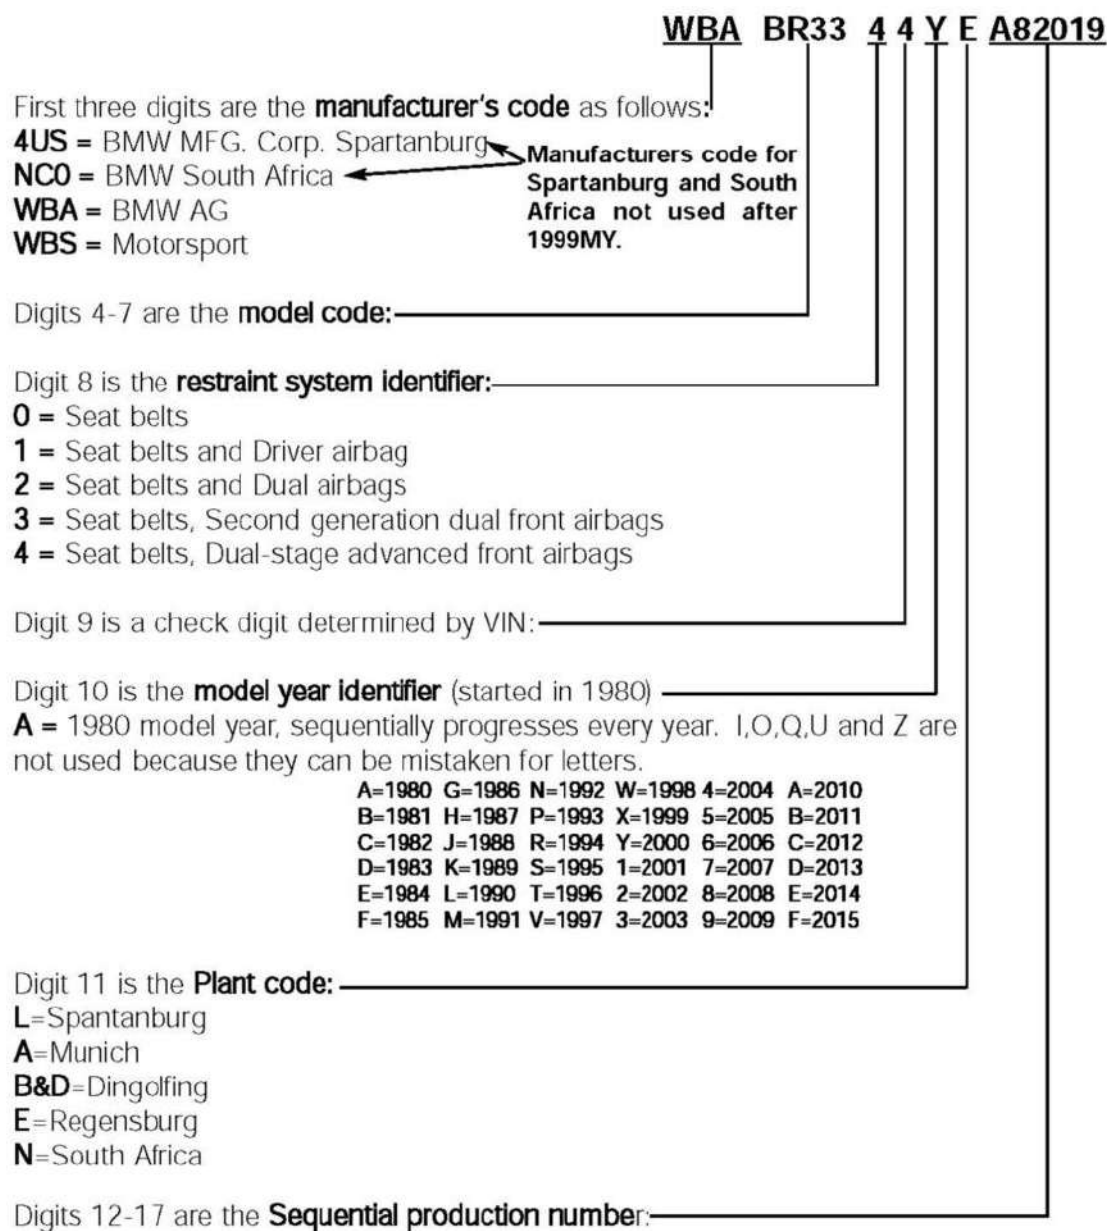 WBA BR33 4 4 Y E A82019
First three digits are the manufacturer's code as follows:
4US = BMW MFG. Corp. Spartanburg
NC0 = BMW South Africa
WBA = BMW AG
WBS = Motorsport
Manufacturers code for
Spartanburg and South
Africa not used after
1999MY.
Digits 4-7 are the model code:
Digit 8 is the restraint system identifier:
0 = Seat belts
1 = Seat belts and Driver airbag
2 = Seat belts and Dual airbags
3 = Seat belts, Second generation dual front airbags
4 = Seat belts, Dual-stage advanced front airbags
Digit 9 is a check digit determined by VIN:
Digit 10 is the model year identifier (started in 1980)
A = 1980 model year, sequentially progresses every year. I,O,Q,U and Z are
not used because they can be mistaken for letters.
A=1980 G=1986 N=1992 W=1998 4=2004 A=2010
B=1981 H=1987 P=1993 X=1999 5=2005 B=2011
C=1982 J=1988 R=1994 Y=2000 6=2006 C=2012
D=1983 K=1989 S=1995 1=2001 7=2007 D=2013
E=1984 L=1990 T=1996 2=2002 8=2008 E=2014
F=1985 M=1991 V=1997 3=2003 9=2009 F=2015
Digit 11 is the Plant code:
L=Spantanburg
A=Munich
B&D=Dingolfing
E=Regensburg
N=South Africa
Digits 12-17 are the Sequential production number: